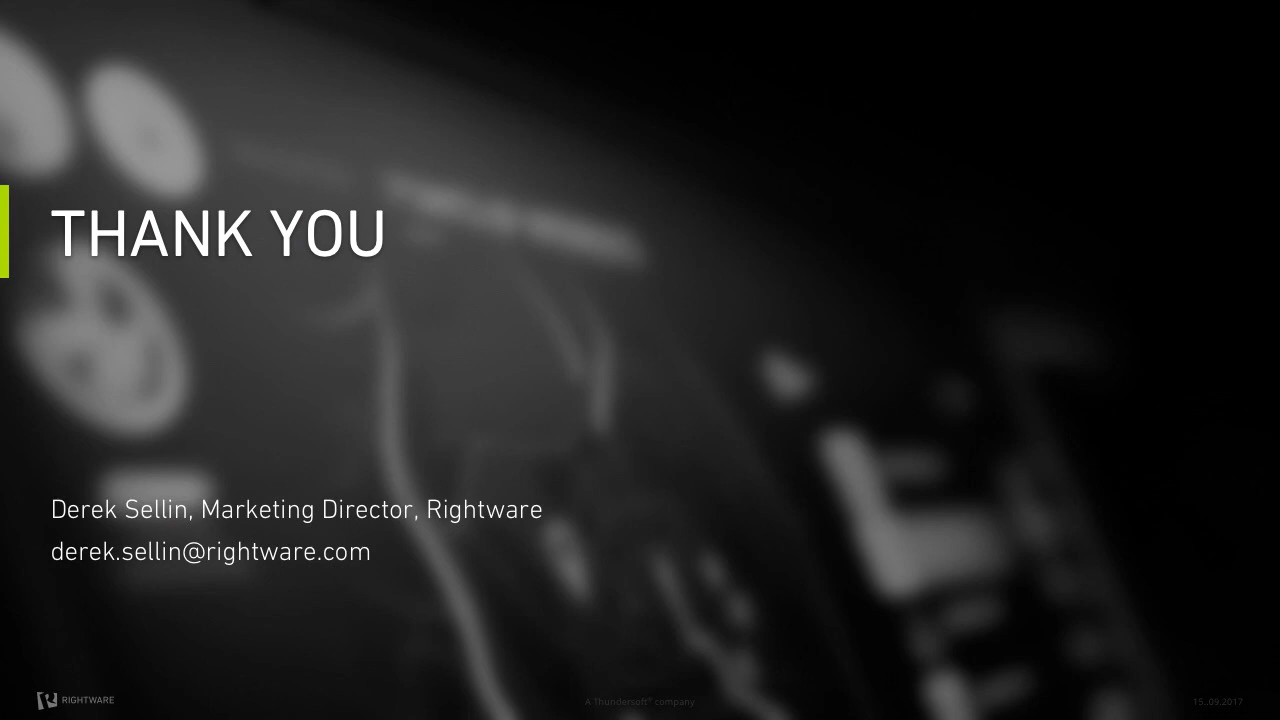 THANK YOU
Derek Sellin, Marketing Director, Rightware
derek.sellin@rightware.com
RIGHTWARE
A Thundersoft® company
15..09.2017